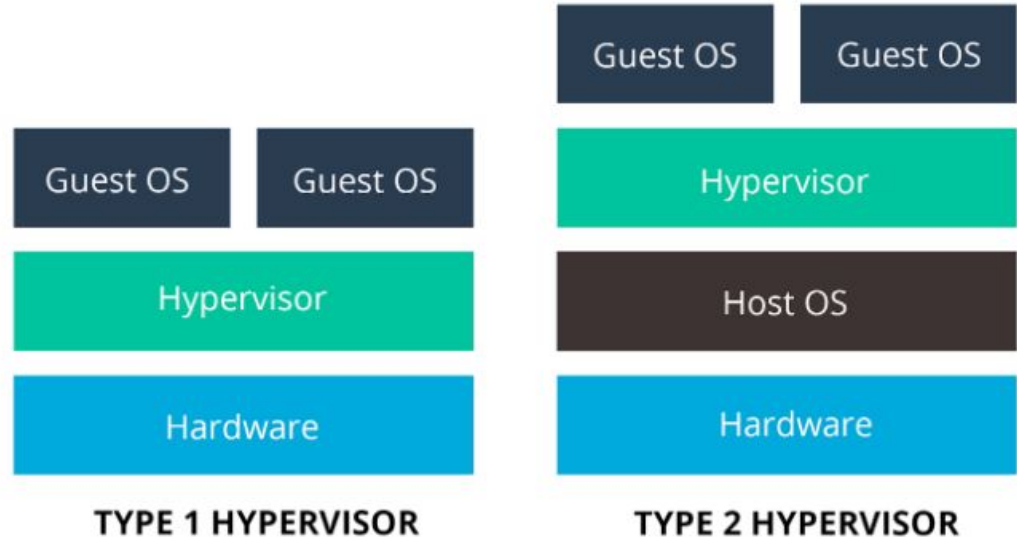 Guest OS
Guest OS
Hypervisor
Hardware
TYPE 1 HYPERVISOR
Guest OS
Guest OS
Hypervisor
Host OS
Hardware
TYPE 2 HYPERVISOR